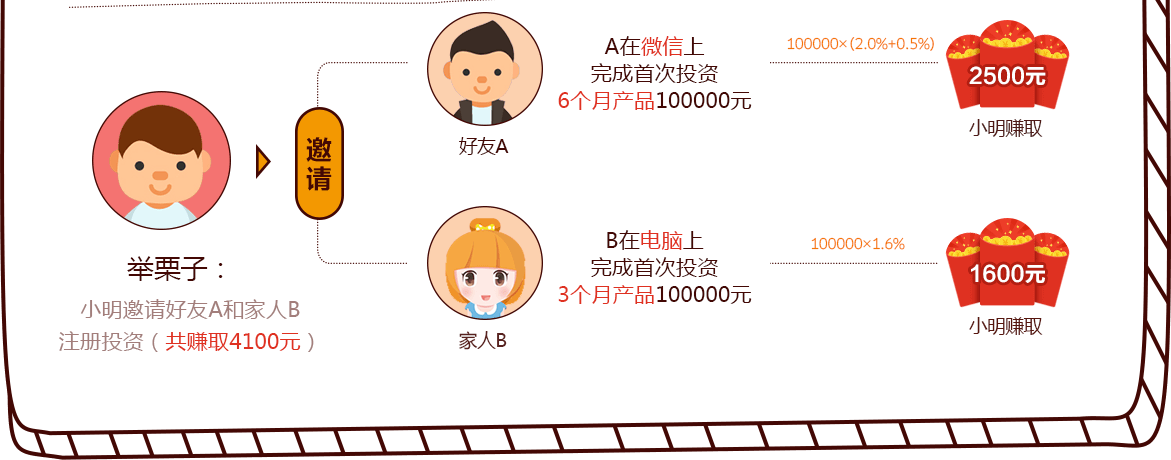 A在微信上
完成首次投资
6个月产品100000元
100000×(2.0%+0.5%)
2500元
小明赚取
好友A
邀请
举栗子：
小明邀请好友A和家人B
注册投资（共赚取4100元）
B在电脑上
完成首次投资
3个月产品100000元
100000×1.6%
1600元
小明赚取
家人B